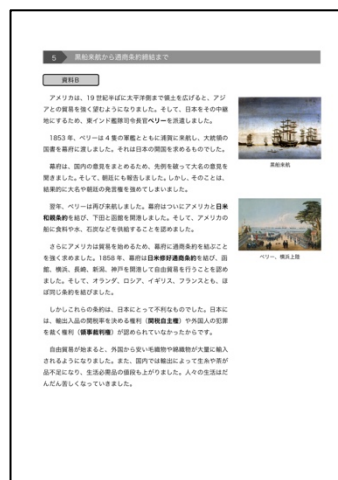 5 黒船来航から通商条約締結まで
資料B
アメリカは、19世紀半ばに太平洋側まで領土を広げると、アジ
アとの貿易を強く望むようになりました。そして、日本をその中継
地にするため、東インド艦隊司令長官ペリーを派遣しました。
1853年、ペリーは4隻の軍艦とともに浦賀に来航し、大統領の
国書を幕府に渡しました。それは日本の開国を求めるものでした。
黒船来航
幕府は、国内の意見をまとめるため、先例を破って大名の意見を
聞きました。そして、朝廷にも報告しました。しかし、そのことは、
結果的に大名や朝廷の発言権を強めてしまいました。
翌年、ペリーは再び来航しました。幕府はついにアメリカと日米
和親条約を結び、下田と函館を開港しました。そして、アメリカの
船に食料や水、石炭などを供給することを認めました。
さらにアメリカは貿易を始めるため、幕府に通商条約を結ぶこと
を強く求めました。1858年、幕府は日米修好通商条約を結び、函
館、横浜、長崎、新潟、神戸を開港して自由貿易を行うことを認め
ました。そして、オランダ、ロシア、イギリス、フランスとも、ほ
ぼ同じ条約を結びました。
ペリー、横浜上陸
しかしこれらの条約は、日本にとって不利なものでした。日本に
は、輸出入品の関税率を決める権利（関税自主権）や外国人の犯罪
を裁く権利（領事裁判権）が認められていなかったからです。
自由貿易が始まると、外国から安い毛織物や綿織物が大量に輸入
されるようになりました。また、国内では輸出によって生糸や茶が
品不足になり、生活必需品の値段も上がりました。人々の生活はだ
んだん苦しくなっていきました。